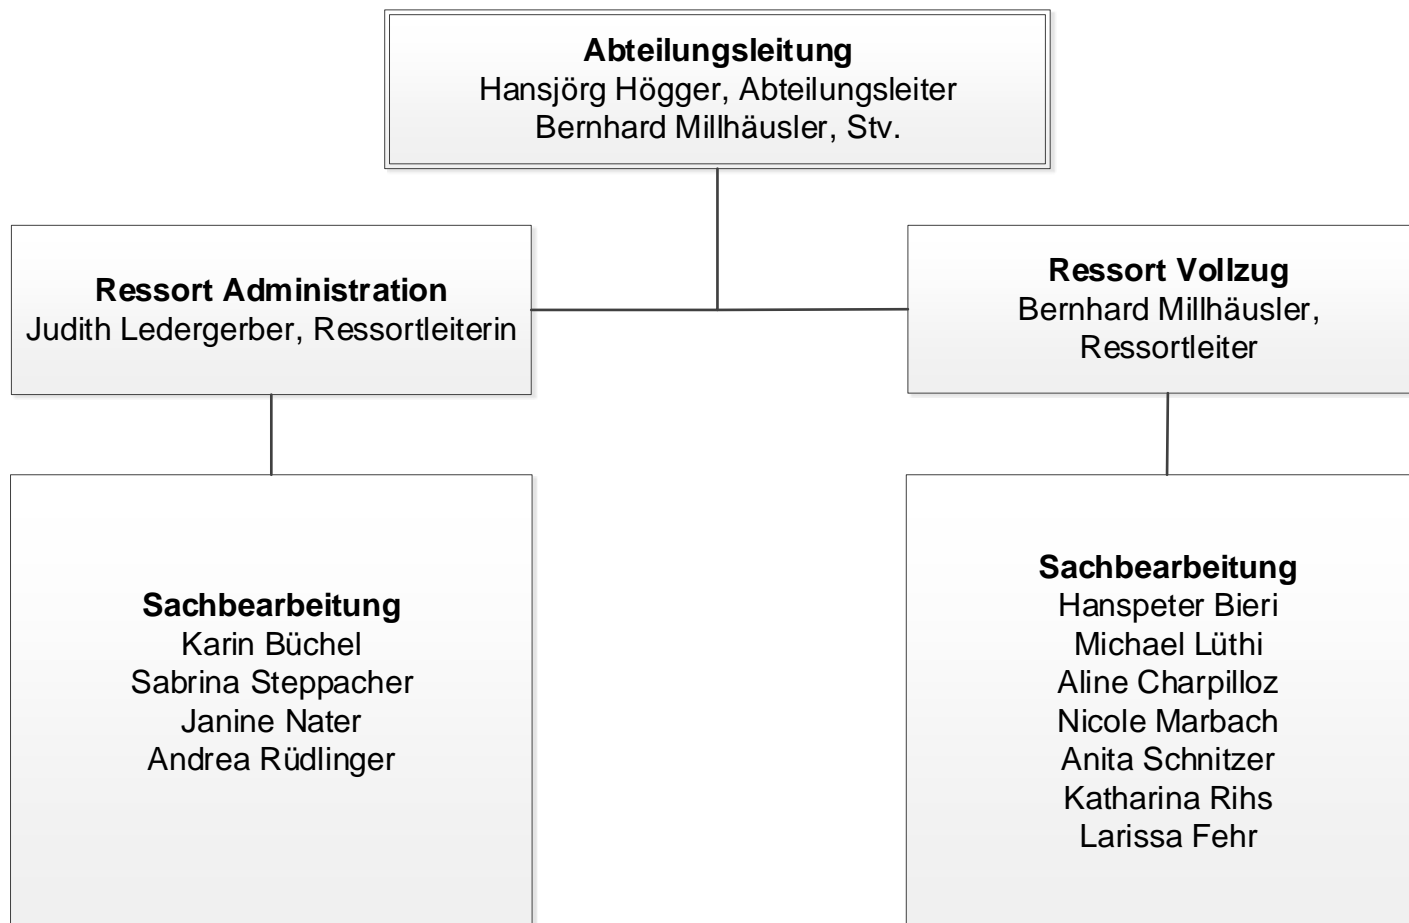 Abteilungsleitung
Hansjörg Högger, Abteilungsleiter
Bernhard Millhäusler, Stv.
Ressort Administration
Judith Ledergerber, Ressortleiterin
Ressort Vollzug
Bernhard Millhäusler,
Ressortleiter
Sachbearbeitung
Karin Büchel
Sabrina Steppacher
Janine Nater
Andrea Rüdlinger
Sachbearbeitung
Hanspeter Bieri
Michael Lüthi
Aline Charpilloz
Nicole Marbach
Anita Schnitzer
Katharina Rihs
Larissa Fehr